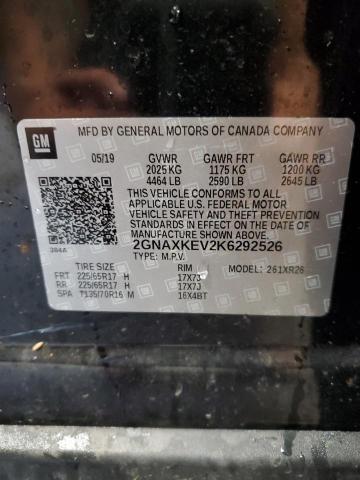 GM
MFD BY GENERAL MOTORS OF CANADA COMPANY
05/19 GVWR GAWR FRT GAWR RR
2025 KG 1175 KG 1200 KG
4464 LB 2590 LB 2645 LB
THIS VEHICLE CONFORMS TO ALL
APPLICABLE U.S. FEDERAL MOTOR
VEHICLE SAFETY, BUMPER, AND THEFT
PREVENTION STANDARDS IN EFFECT ON
THE DATE OF MANUFACTURE SHOWN ABOVE.
384A 2GNAXKEV2K6292526
TYPE: M.P.V. MODEL: 261XR26
TIRE SIZE RIM
FRT 225/65R17 H 17X7J
RR 225/65R17 H 17X7J
SPA T135/70R16 M 16X4BT